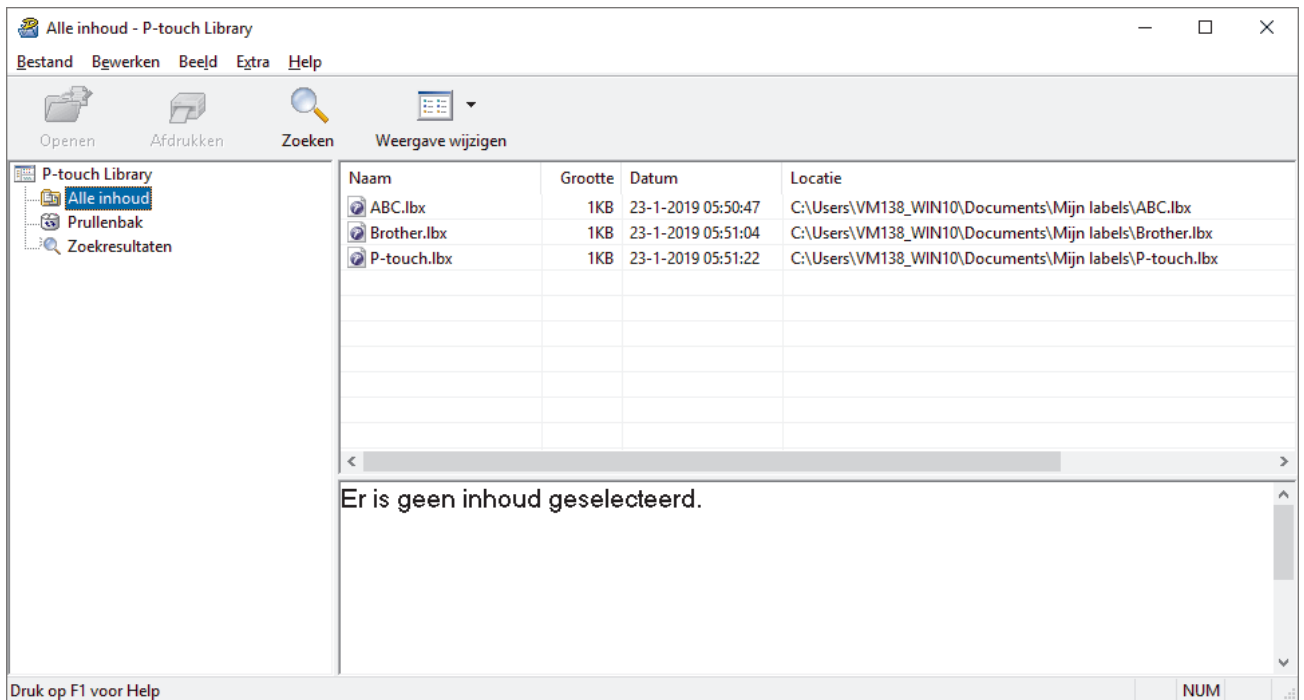 Alle inhoud - P-touch Library
Bestand Bewerken Beeld Extra Help
Openen Afdrukken Zoeken Weergave wijzigen
P-touch Library
Alle inhoud
Prullenbak
Zoekresultaten
Naam Grootte Datum Locatie
ABC.lbx 1KB 23-1-2019 05:50:47 C:\Users\VM138_WIN10\Documents\Mijn labels\ABC.lbx
Brother.lbx 1KB 23-1-2019 05:51:04 C:\Users\VM138_WIN10\Documents\Mijn labels\Brother.lbx
P-touch.lbx 1KB 23-1-2019 05:51:22 C:\Users\VM138_WIN10\Documents\Mijn labels\P-touch.lbx
Er is geen inhoud geselecteerd.
Druk op F1 voor Help NUM